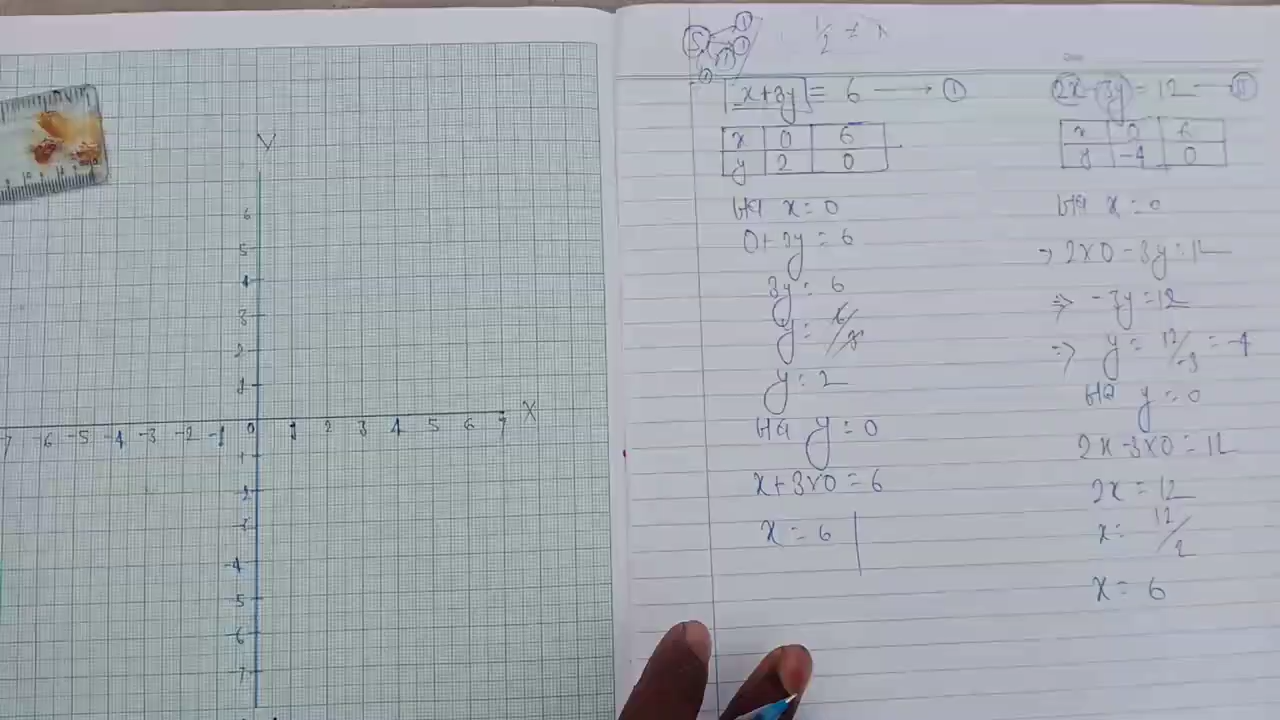 Y
6
5
4
3
2
1
-7 -6 -5 -4 -3 -2 -1 0 1 2 3 4 5 6 7 X
-1
-2
-3
-4
-5
-6
-7
1/2
x+3y = 6 → ①
x 0 6
y 2 0
जब x = 0
0+3y = 6
3y = 6
y = 6/3
y = 2
जब y = 0
x+3×0 = 6
x = 6
2x-3y = 12 → ②
x 0 6
y -4 0
जब x = 0
→ 2×0 - 3y = 12
⇒ -3y = 12
⇒ y = 12/-3 = -4
जब y = 0
2x-3×0 = 12
2x = 12
x = 12/2
x = 6